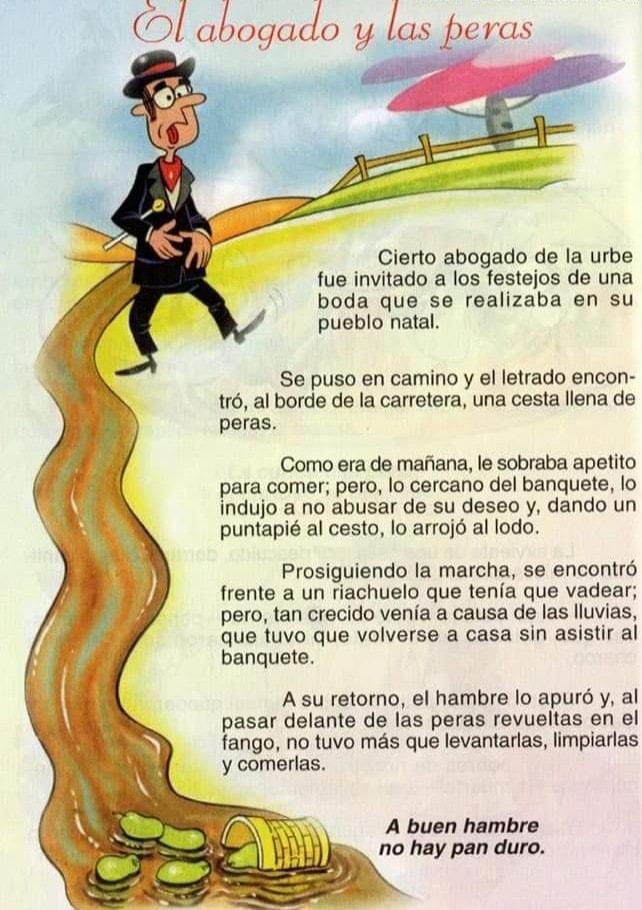 El abogado y las peras
Cierto abogado de la urbe
fue invitado a los festejos de una
boda que se realizaba en su
pueblo natal.
Se puso en camino y el letrado encon-
tró, al borde de la carretera, una cesta llena de
peras.
Como era de mañana, le sobraba apetito
para comer; pero, lo cercano del banquete, lo
indujo a no abusar de su deseo y, dando un
puntapié al cesto, lo arrojó al lodo.
Prosiguiendo la marcha, se encontró
frente a un riachuelo que tenía que vadear;
pero, tan crecido venía a causa de las lluvias,
que tuvo que volverse a casa sin asistir al
banquete.
A su retorno, el hambre lo apuró y, al
pasar delante de las peras revueltas en el
fango, no tuvo más que levantarlas, limpiarlas
y comerlas.
A buen hambre
no hay pan duro.